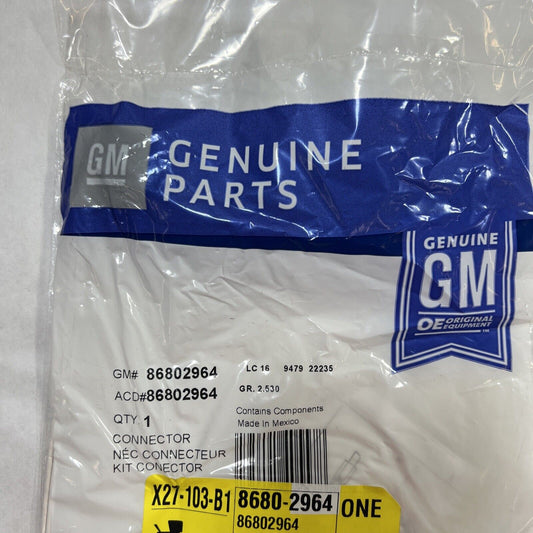 GM GENUINE
PARTS
GENUINE
GM
OE ORIGINAL
EQUIPMENT
GM# 86802964
LC 16 9479 22235
ACD# 86802964
GR. 2.530
QTY. 1
Contains Components
Made In Mexico
CONNECTOR
NÉC CONNECTEUR
KIT CONECTOR
X27-103-B1 8680-2964 ONE
86802964